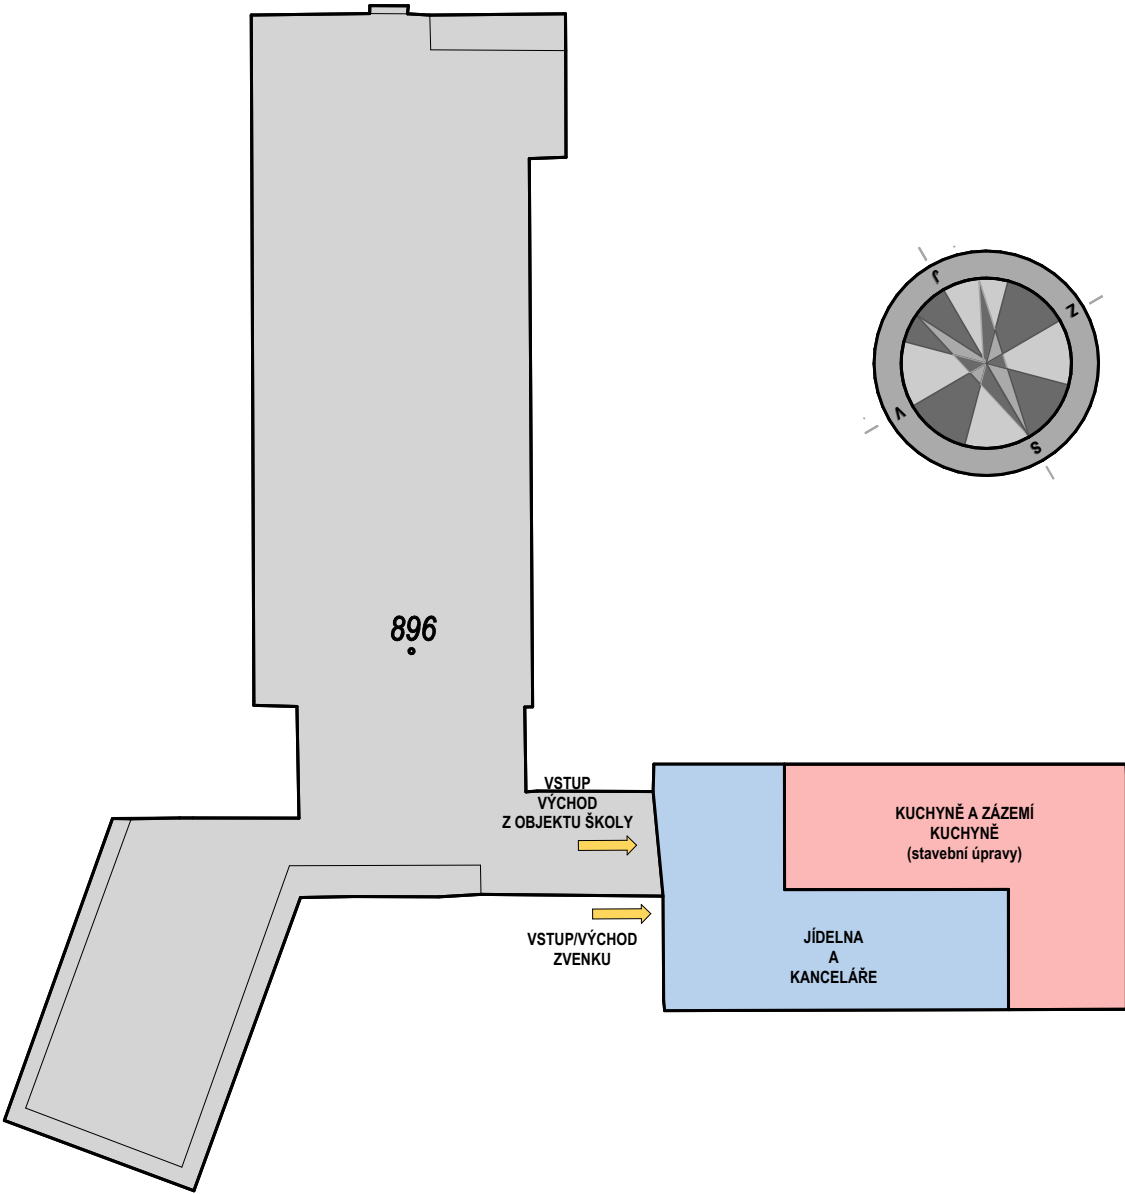 J
Z
V
S
896
VSTUP
VÝCHOD
Z OBJEKTU ŠKOLY
KUCHYNĚ A ZÁZEMÍ
KUCHYNĚ
(stavební úpravy)
VSTUP/VÝCHOD
ZVENKU
JÍDELNA
A
KANCELÁŘE